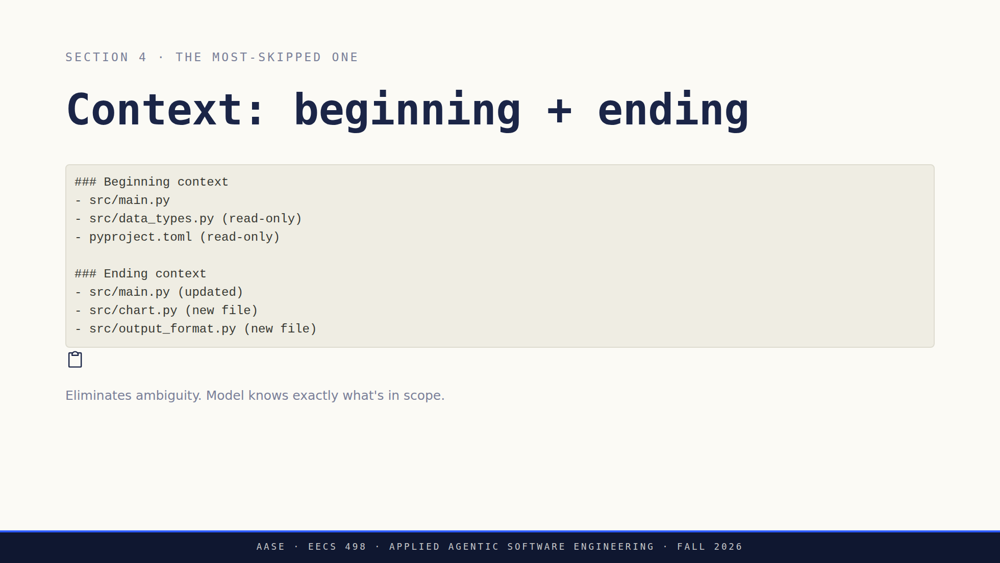 SECTION 4 · THE MOST-SKIPPED ONE
Context: beginning + ending
### Beginning context
- src/main.py
- src/data_types.py (read-only)
- pyproject.toml (read-only)
### Ending context
- src/main.py (updated)
- src/chart.py (new file)
- src/output_format.py (new file)
Eliminates ambiguity. Model knows exactly what's in scope.
AASE · EECS 498 · APPLIED AGENTIC SOFTWARE ENGINEERING · FALL 2026